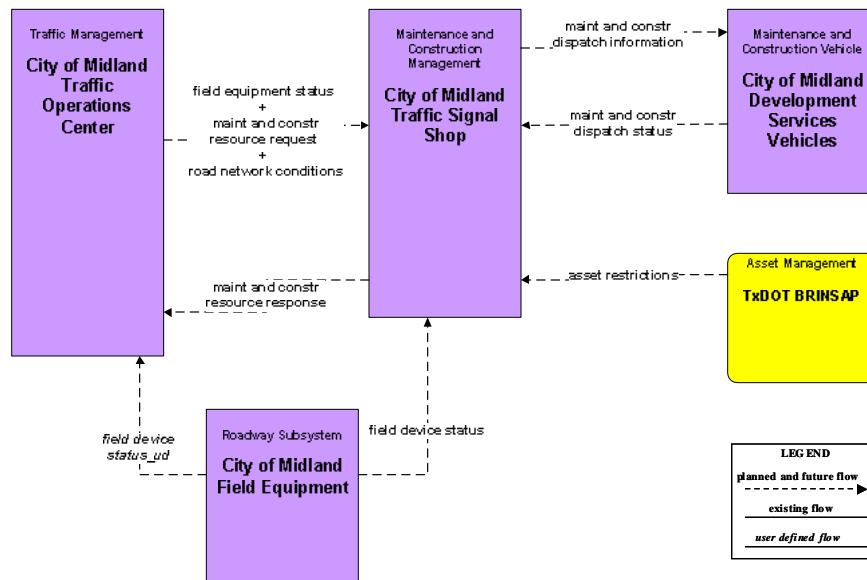 Traffic Management
City of Midland
Traffic
Operations
Center
field equipment status
+
maint and constr
resource request
+
road network conditions
maint and constr
resource response
Maintenance and
Construction
Management
City of Midland
Traffic Signal
Shop
maint and constr
dispatch information
maint and constr
dispatch status
Maintenance and
Construction Vehicle
City of Midland
Development
Services
Vehicles
asset restrictions
Asset Management
TxDOT BRINSAP
field device
status_ud
Roadway Subsystem
City of Midland
Field Equipment
field device status
LEGEND
planned and future flow
existing flow
user defined flow